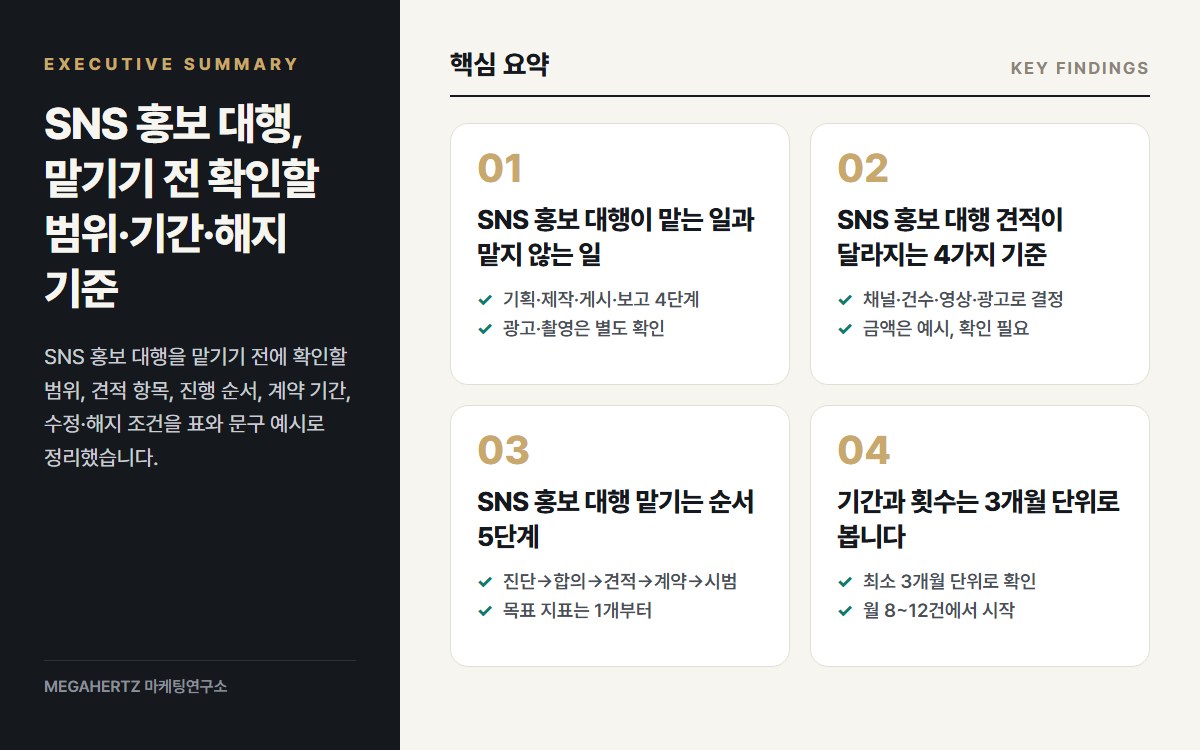 EXECUTIVE SUMMARY
SNS 홍보 대행,
맡기기 전 확인할
범위·기간·해지
기준
SNS 홍보 대행을 맡기기 전에 확인할
범위, 견적 항목, 진행 순서, 계약 기간,
수정·해지 조건을 표와 문구 예시로
정리했습니다.
MEGAHERTZ 마케팅연구소
핵심 요약
KEY FINDINGS
01
SNS 홍보 대행이 맡는 일과
맡지 않는 일
✓ 기획·제작·게시·보고 4단계
✓ 광고·촬영은 별도 확인
02
SNS 홍보 대행 견적이
달라지는 4가지 기준
✓ 채널·건수·영상·광고로 결정
✓ 금액은 예시, 확인 필요
03
SNS 홍보 대행 맡기는 순서
5단계
✓ 진단→합의→견적→계약→시범
✓ 목표 지표는 1개부터
04
기간과 횟수는 3개월 단위로
봅니다
✓ 최소 3개월 단위로 확인
✓ 월 8~12건에서 시작